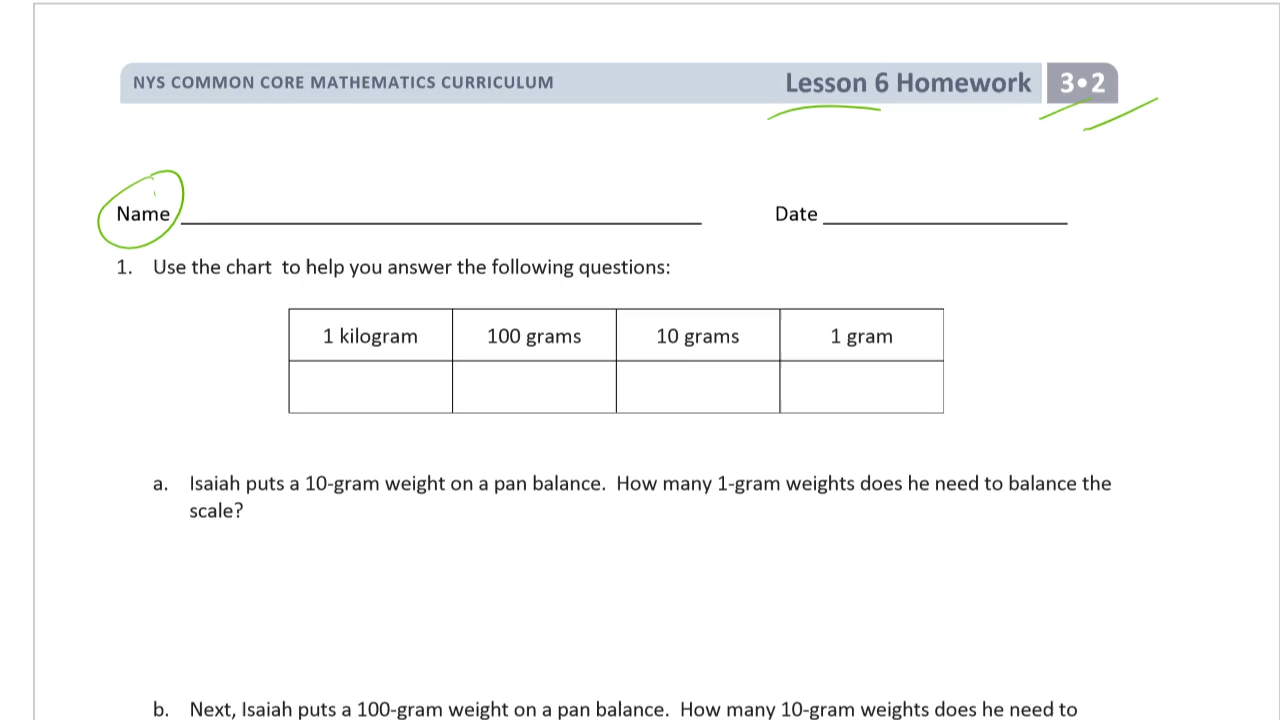 NYS COMMON CORE MATHEMATICS CURRICULUM Lesson 6 Homework 3•2
Name Date
1. Use the chart to help you answer the following questions:
1 kilogram 100 grams 10 grams 1 gram
a. Isaiah puts a 10-gram weight on a pan balance. How many 1-gram weights does he need to balance the
scale?
b. Next, Isaiah puts a 100-gram weight on a pan balance. How many 10-gram weights does he need to